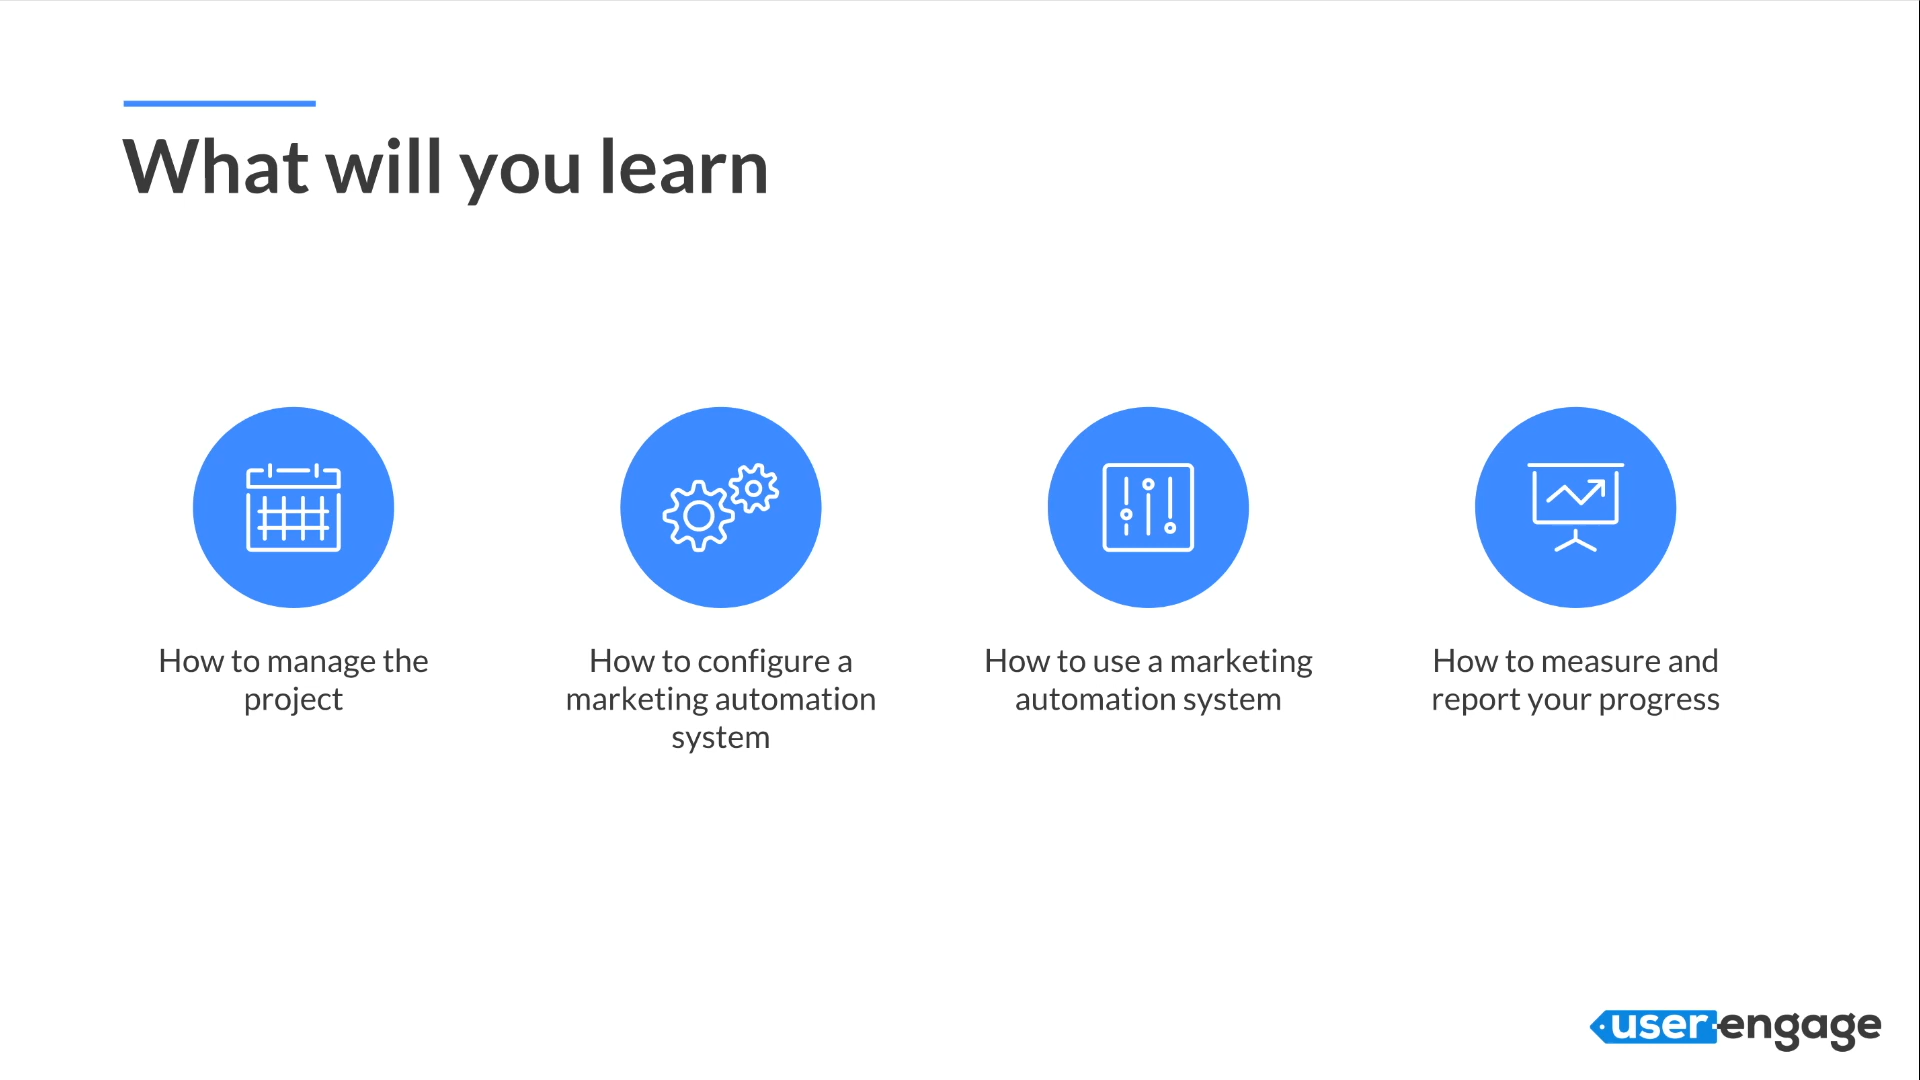 What will you learn
How to manage the
project
How to configure a
marketing automation
system
How to use a marketing
automation system
How to measure and
report your progress
user engage